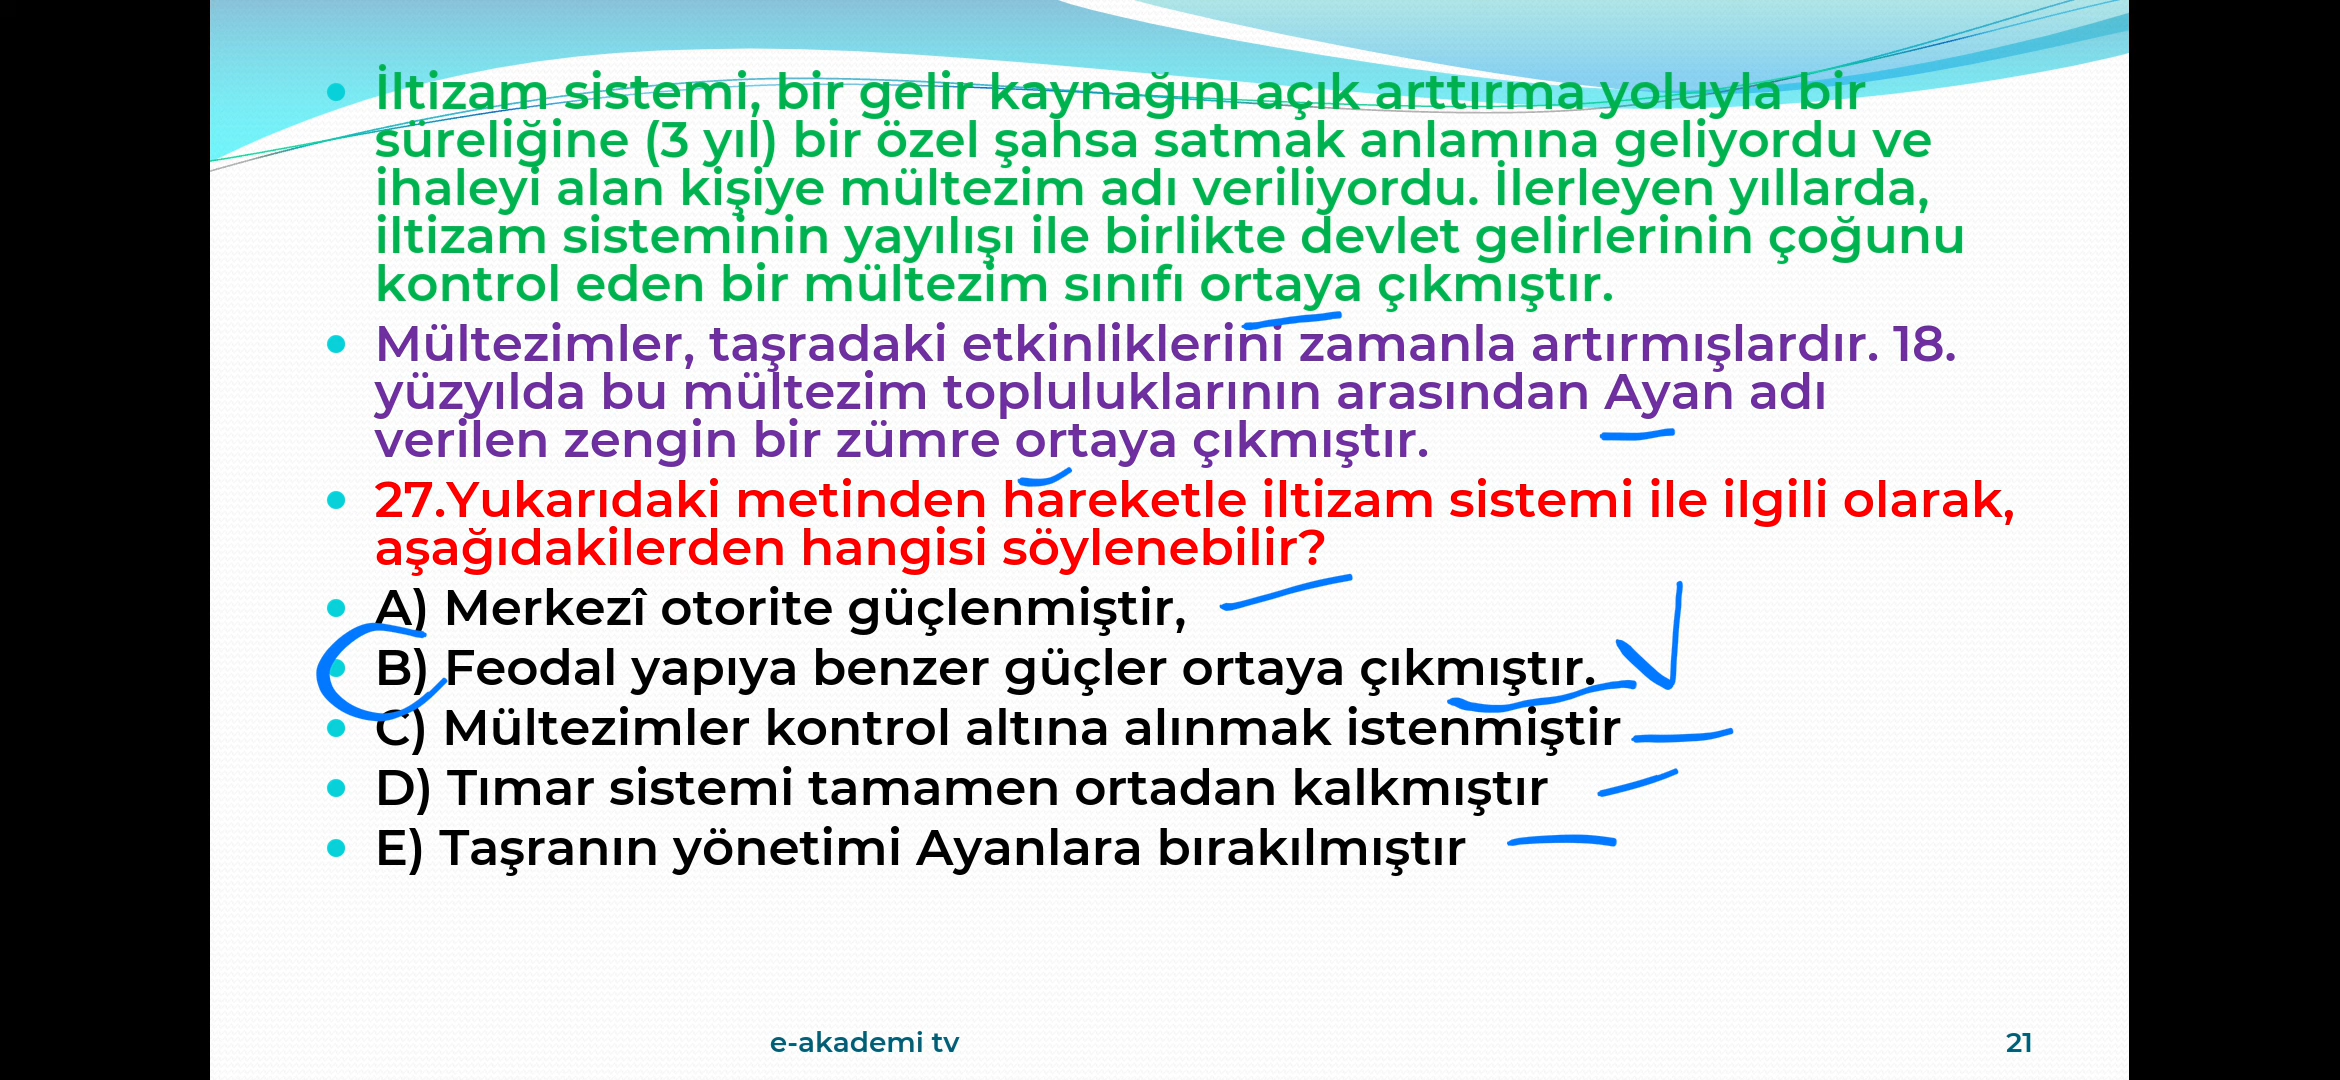 İltizam sistemi, bir gelir kaynağını açık arttırma yoluyla bir
süreliğine (3 yıl) bir özel şahsa satmak anlamına geliyordu ve
ihaleyi alan kişiye mültezim adı veriliyordu. İlerleyen yıllarda,
iltizam sisteminin yayılışı ile birlikte devlet gelirlerinin çoğunu
kontrol eden bir mültezim sınıfı ortaya çıkmıştır.
Mültezimler, taşradaki etkinliklerini zamanla artırmışlardır. 18.
yüzyılda bu mültezim topluluklarının arasından Ayan adı
verilen zengin bir zümre ortaya çıkmıştır.
27.Yukarıdaki metinden hareketle iltizam sistemi ile ilgili olarak,
aşağıdakilerden hangisi söylenebilir?
A) Merkezî otorite güçlenmiştir,
B) Feodal yapıya benzer güçler ortaya çıkmıştır.
C) Mültezimler kontrol altına alınmak istenmiştir
D) Tımar sistemi tamamen ortadan kalkmıştır
E) Taşranın yönetimi Ayanlara bırakılmıştır
e-akademi tv
21